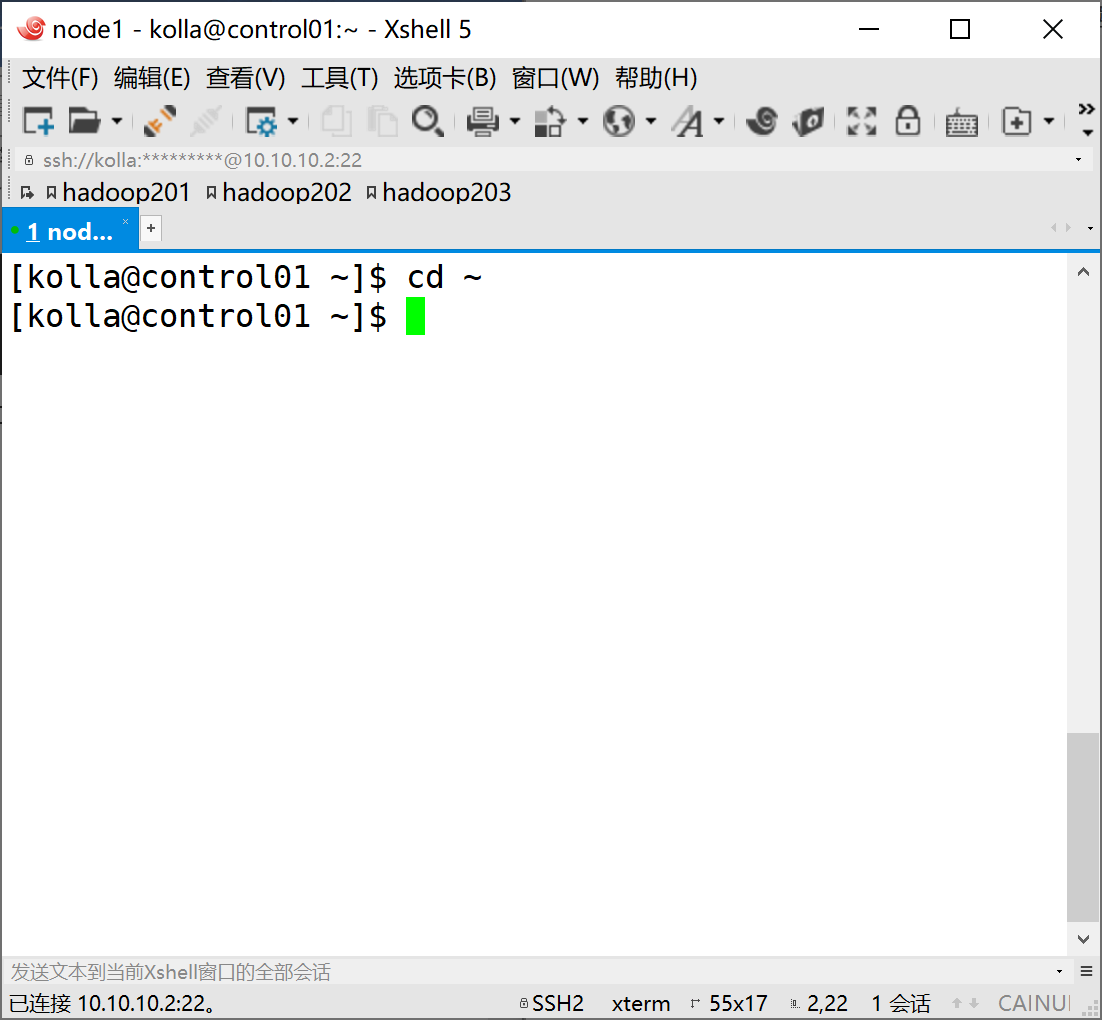 node1 - kolla@control01:~ - Xshell 5
文件(F) 编辑(E) 查看(V) 工具(T) 选项卡(B) 窗口(W) 帮助(H)
ssh://kolla:*********@10.10.10.2:22
hadoop201 hadoop202 hadoop203
1 nod... × +
[kolla@control01 ~]$ cd ~
[kolla@control01 ~]$
发送文本到当前Xshell窗口的全部会话
已连接 10.10.10.2:22。 SSH2 xterm 55x17 2,22 1 会话